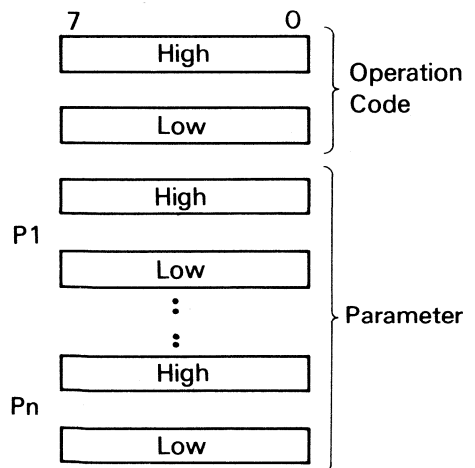 7 0
High
Operation
Code
Low
High
P1
Low
:
:
Parameter
High
Pn
Low